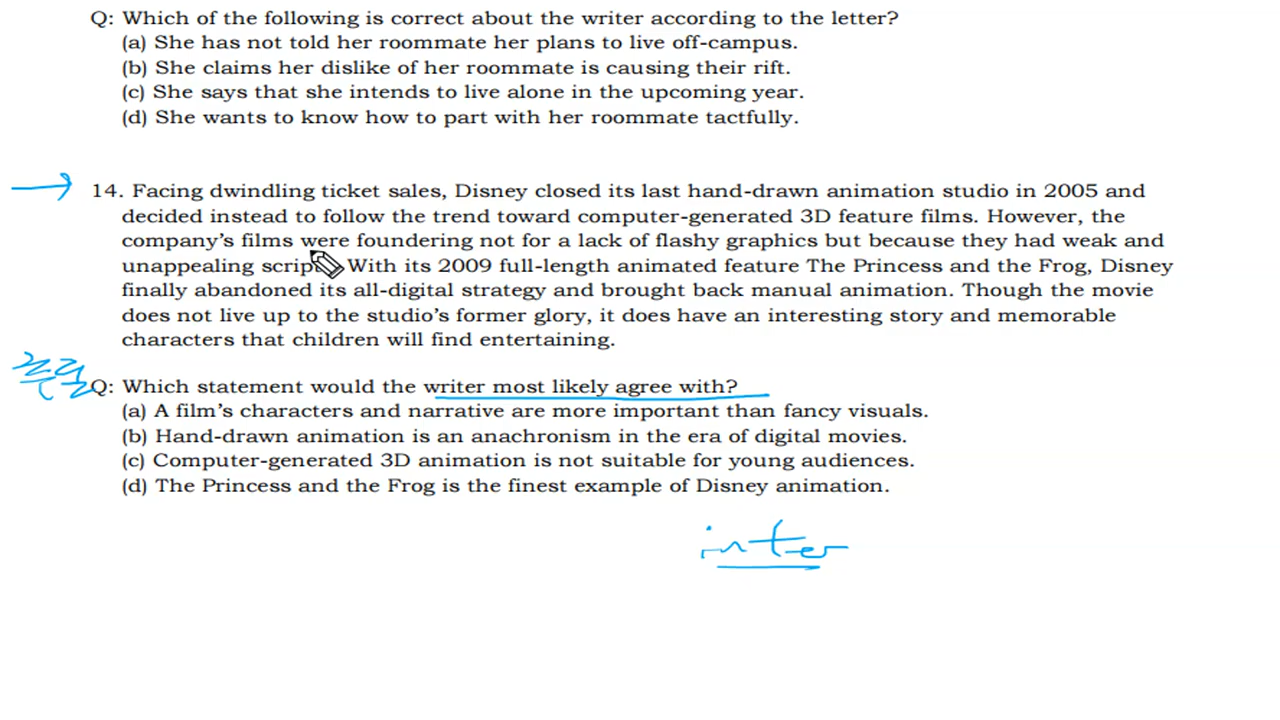 Q: Which of the following is correct about the writer according to the letter?
(a) She has not told her roommate her plans to live off-campus.
(b) She claims her dislike of her roommate is causing their rift.
(c) She says that she intends to live alone in the upcoming year.
(d) She wants to know how to part with her roommate tactfully.
14. Facing dwindling ticket sales, Disney closed its last hand-drawn animation studio in 2005 and
decided instead to follow the trend toward computer-generated 3D feature films. However, the
company's films were foundering not for a lack of flashy graphics but because they had weak and
unappealing scrip With its 2009 full-length animated feature The Princess and the Frog, Disney
finally abandoned its all-digital strategy and brought back manual animation. Though the movie
does not live up to the studio's former glory, it does have an interesting story and memorable
characters that children will find entertaining.
Q: Which statement would the writer most likely agree with?
(a) A film's characters and narrative are more important than fancy visuals.
(b) Hand-drawn animation is an anachronism in the era of digital movies.
(c) Computer-generated 3D animation is not suitable for young audiences.
(d) The Princess and the Frog is the finest example of Disney animation.
inter